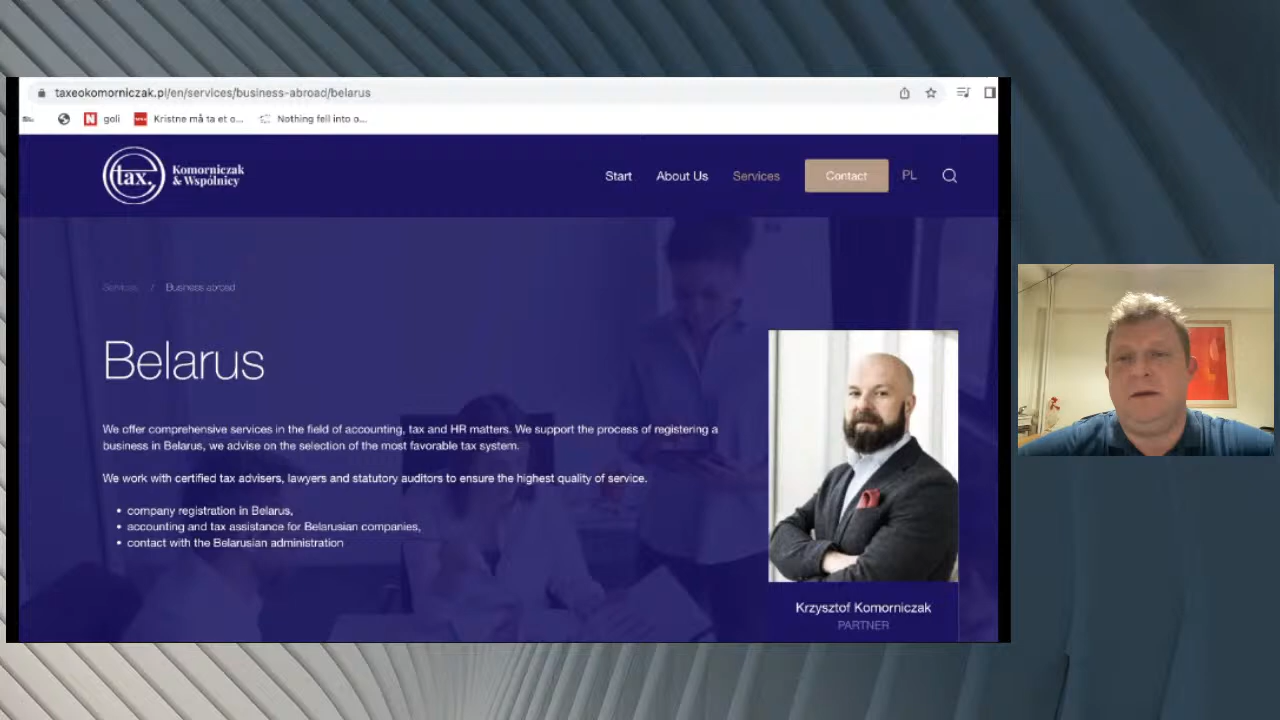 taxeokomorniczak.pl/en/services/business-abroad/belarus
N goli
Kristne må ta et o...
Nothing fell into o...
tax.
Komorniczak
& Wspólnicy
Start
About Us
Services
Contact
PL
Services / Business abroad
Belarus
We offer comprehensive services in the field of accounting, tax and HR matters. We support the process of registering a
business in Belarus, we advise on the selection of the most favorable tax system.
We work with certified tax advisers, lawyers and statutory auditors to ensure the highest quality of service.
• company registration in Belarus,
• accounting and tax assistance for Belarusian companies,
• contact with the Belarusian administration
Krzysztof Komorniczak
PARTNER